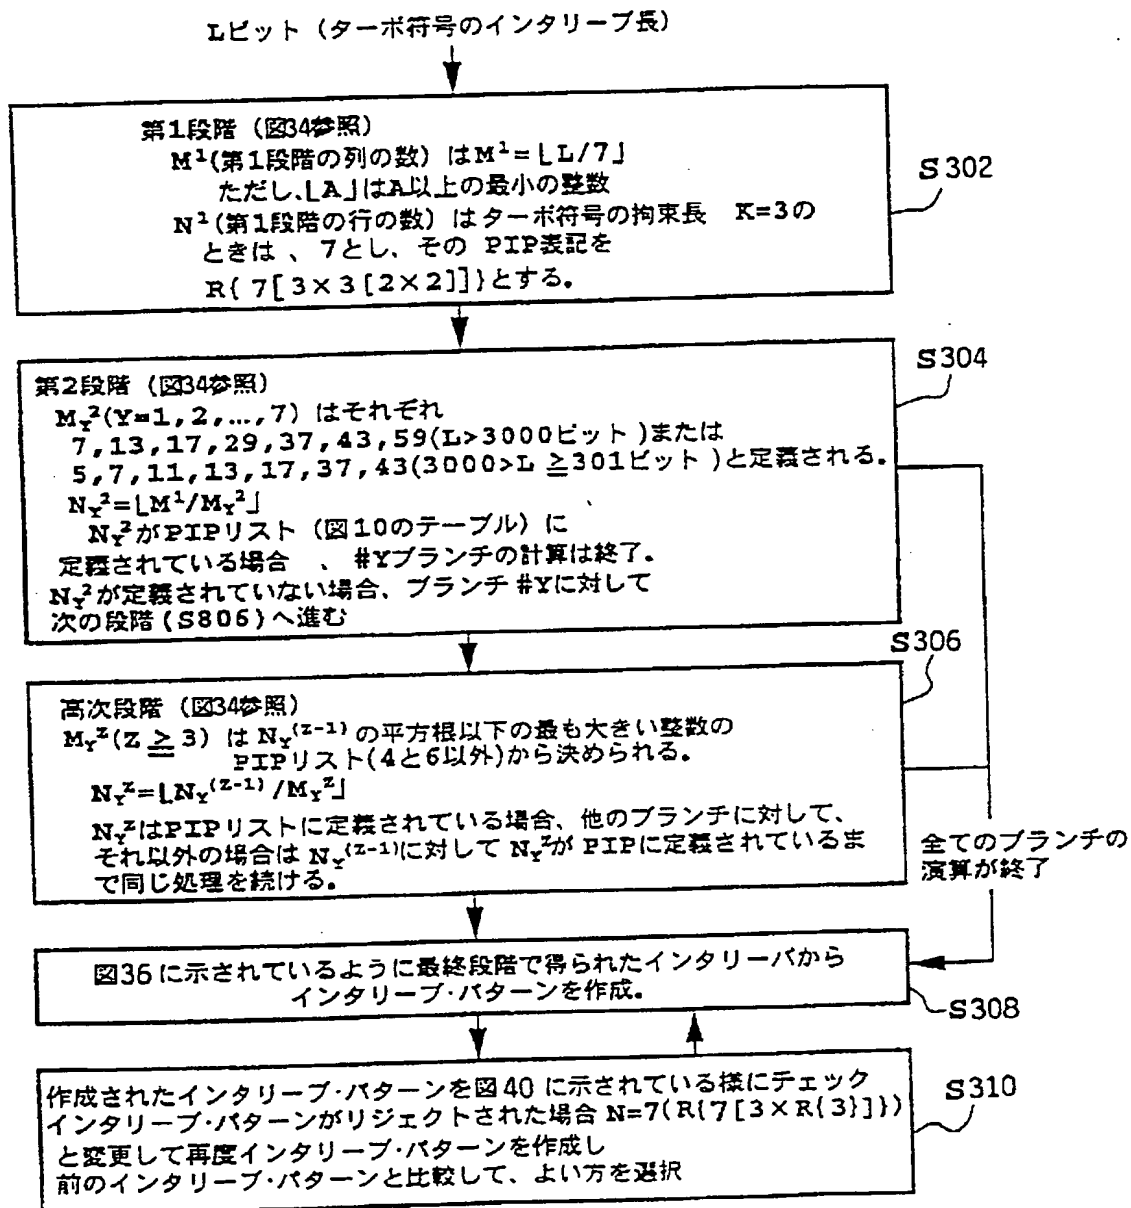 Lビット（ターボ符号のインタリーブ長）
第1段階（図34参照）
M¹(第1段階の列の数）はM¹=⌊L/7⌋
ただし、⌊A⌋はA以上の最小の整数
N¹(第1段階の行の数）はターボ符号の拘束長 K=3の
ときは、7とし、その PIP表記を
R{ 7[ 3×3[2×2]]}とする。
S302
S304
第2段階（図34参照）
M_Y²(Y=1,2,...,7) はそれぞれ
7,13,17,29,37,43,59(L>3000ビット)または
5,7,11,13,17,37,43(3000>L ≧301ビット)と定義される。
N_Y²=⌊M¹/M_Y²⌋
N_Y²がPIPリスト（図10のテーブル）に
定義されている場合 、#Yブランチの計算は終了。
N_Y²が定義されていない場合、ブランチ #Yに対して
次の段階(S806)へ進む
S306
高次段階（図34参照）
M_Y^Z(Z ≧ 3) は N_Y^(Z-1) の平方根以下の最も大きい整数の
PIPリスト(4と6以外)から決められる。
N_Y^Z=⌊N_Y^(Z-1)/M_Y^Z⌋
N_Y^ZはPIPリストに定義されている場合、他のブランチに対して、
それ以外の場合は N_Y^(Z-1)に対して N_Y^Zが PIPに定義されているま
で同じ処理を続ける。
全てのブランチの
演算が終了
図36に示されているように最終段階で得られたインタリーバから
インタリーブ・パターンを作成。
S308
作成されたインタリーブ・パターンを図40に示されている様にチェック
インタリーブ・パターンがリジェクトされた場合 N=7(R{7[3×R{3}]})
と変更して再度インタリーブ・パターンを作成し
前のインタリーブ・パターンと比較して、よい方を選択
S310